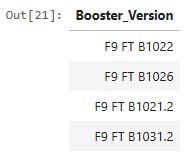 Out[21]: Booster_Version
F9 FT B1022
F9 FT B1026
F9 FT B1021.2
F9 FT B1031.2